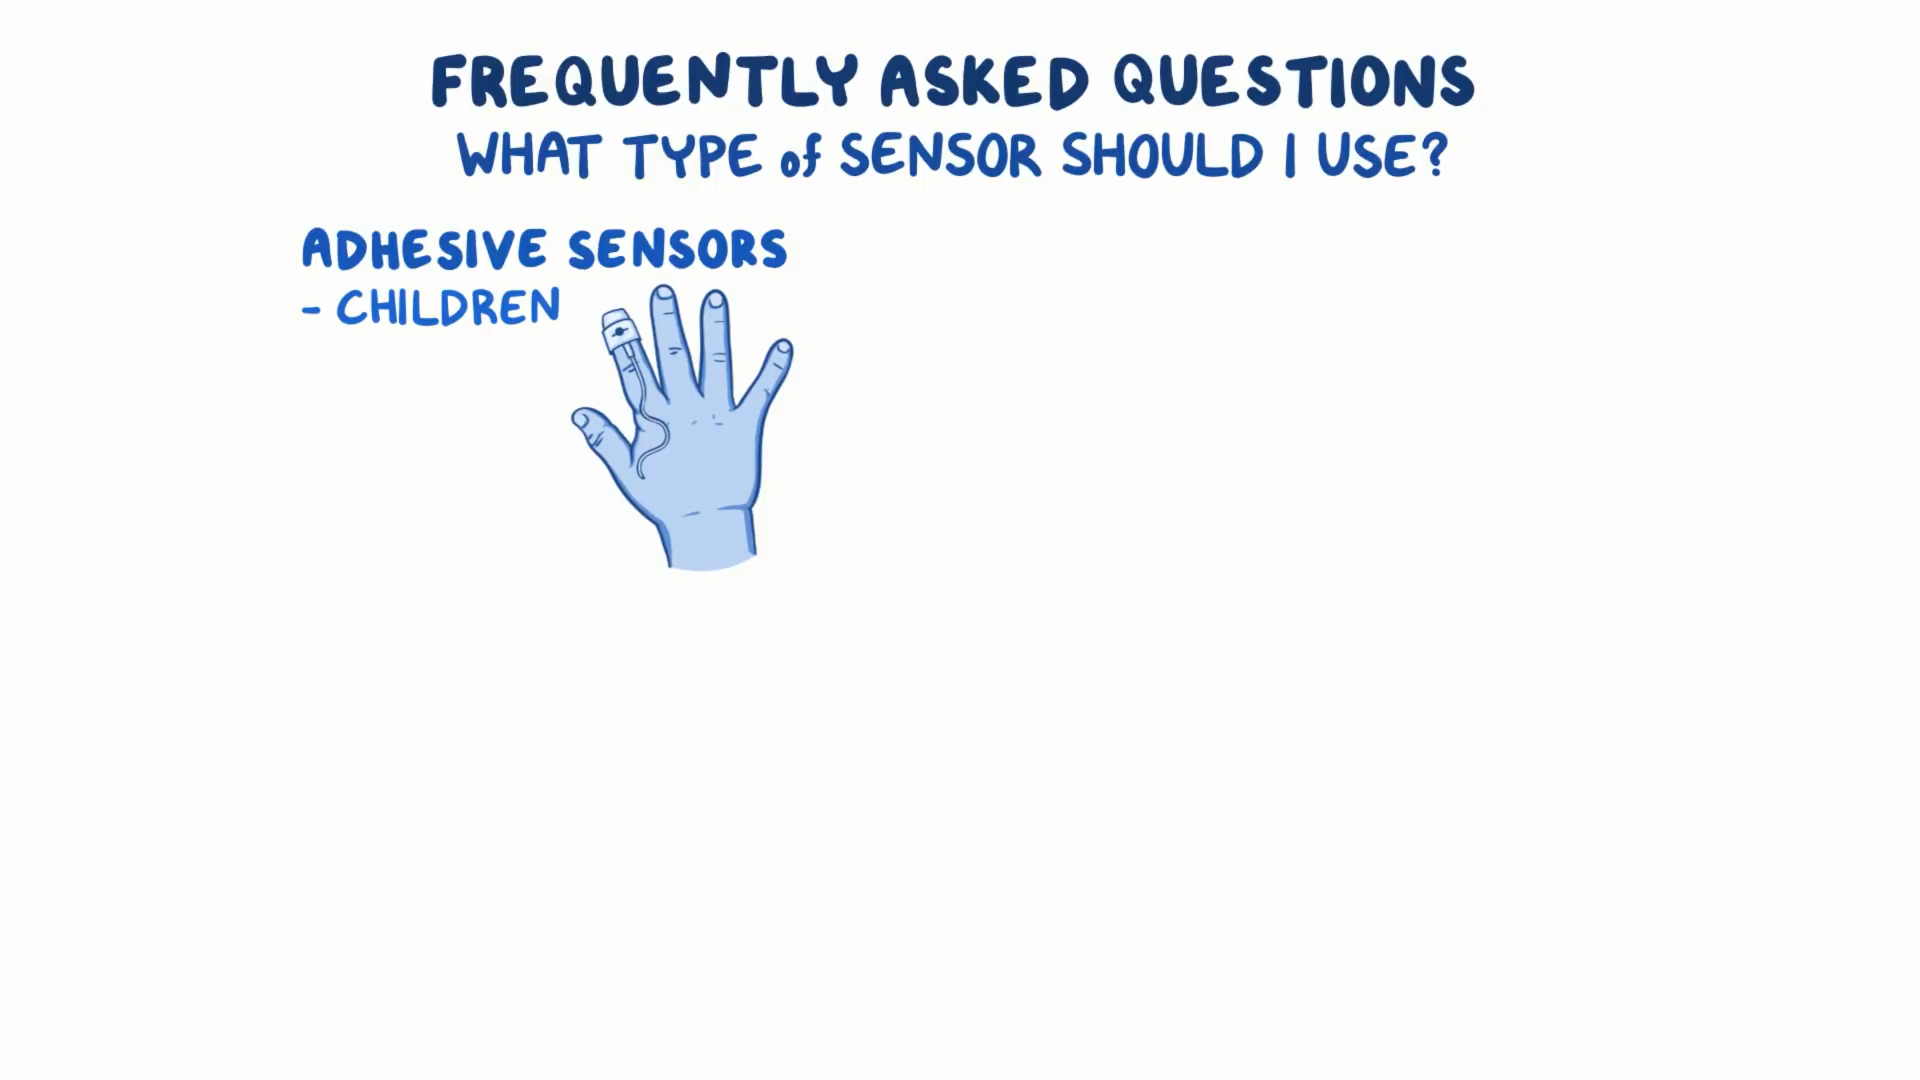 FREQUENTLY ASKED QUESTIONS
WHAT TYPE of SENSOR SHOULD I USE?
ADHESIVE SENSORS
- CHILDREN